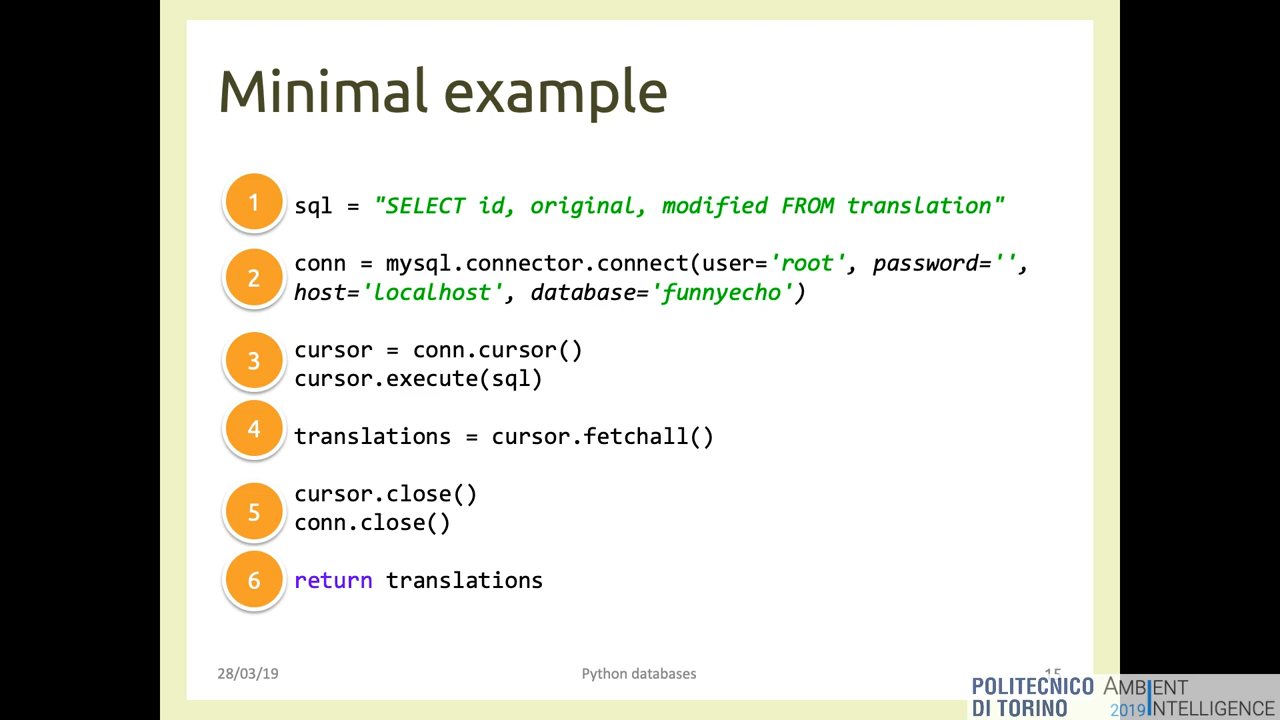 Minimal example
1
sql = "SELECT id, original, modified FROM translation"
2
conn = mysql.connector.connect(user='root', password='',
host='localhost', database='funnyecho')
3
cursor = conn.cursor()
cursor.execute(sql)
4
translations = cursor.fetchall()
5
cursor.close()
conn.close()
6
return translations
28/03/19
Python databases
15
POLITECNICO
DI TORINO
AMBIENT
2019 INTELLIGENCE